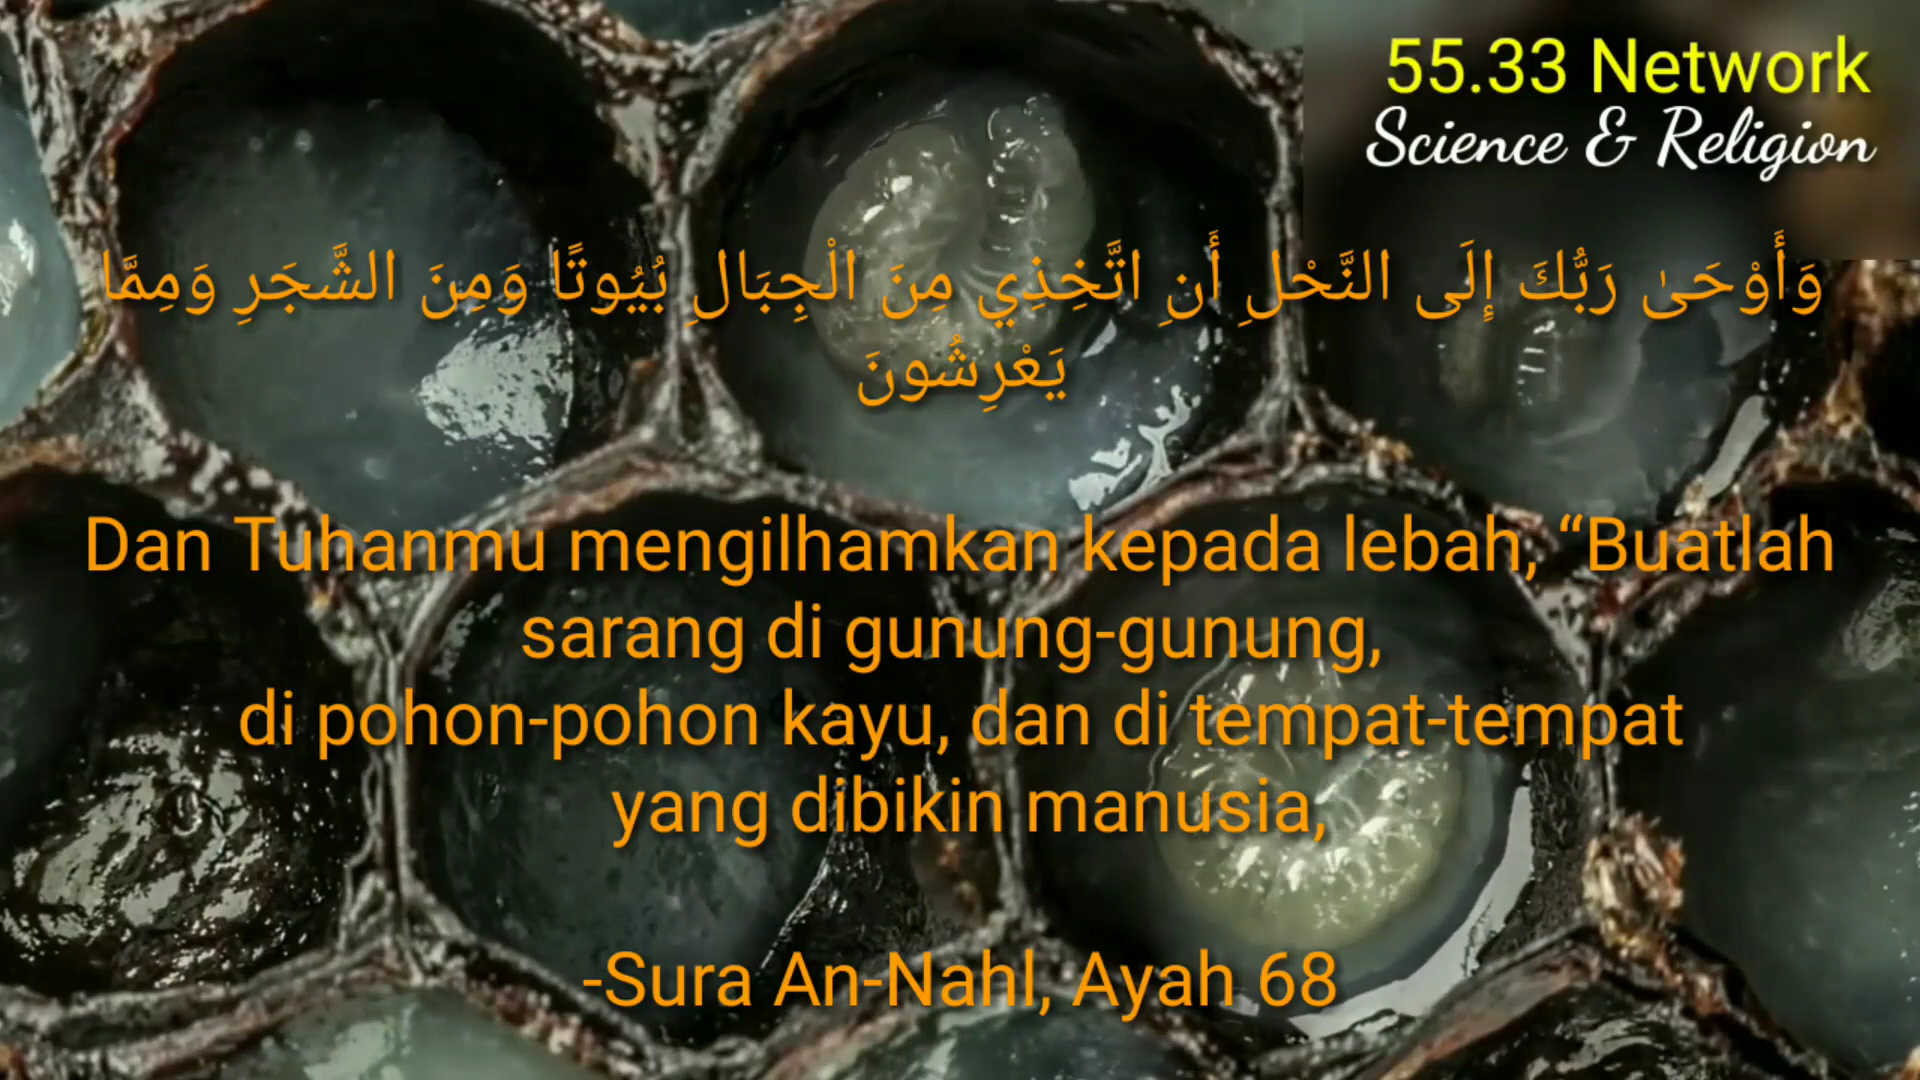 55.33 Network
Science & Religion
وَأَوْحَىٰ رَبُّكَ إِلَى النَّحْلِ أَنِ اتَّخِذِي مِنَ الْجِبَالِ بُيُوتًا وَمِنَ الشَّجَرِ وَمِمَّا
يَعْرِشُونَ
Dan Tuhanmu mengilhamkan kepada lebah, “Buatlah
sarang di gunung-gunung,
di pohon-pohon kayu, dan di tempat-tempat
yang dibikin manusia,
-Sura An-Nahl, Ayah 68